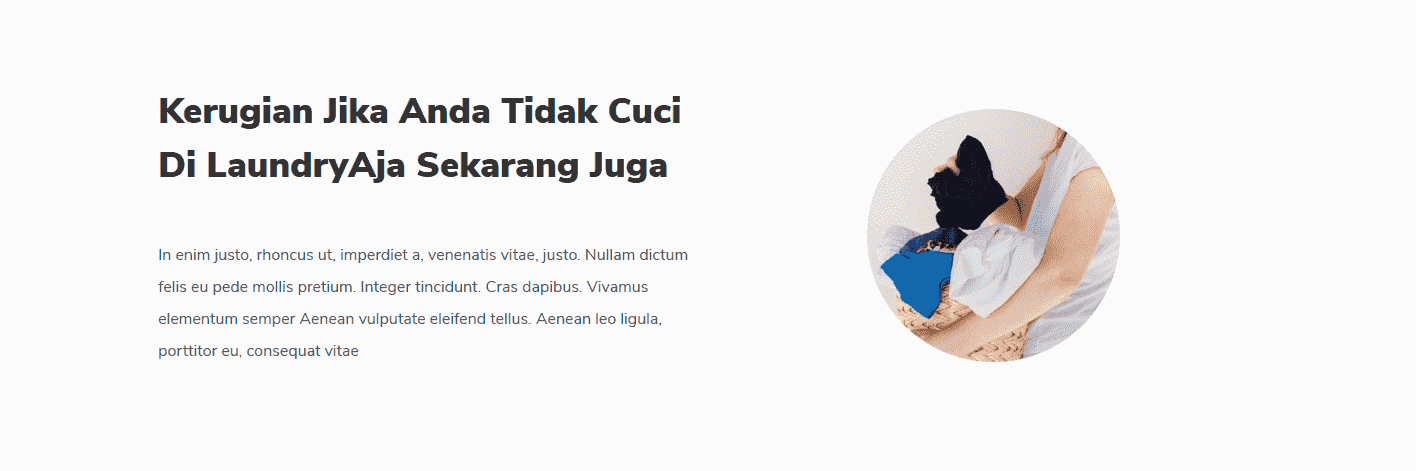 Kerugian Jika Anda Tidak Cuci
Di LaundryAja Sekarang Juga
In enim justo, rhoncus ut, imperdiet a, venenatis vitae, justo. Nullam dictum
felis eu pede mollis pretium. Integer tincidunt. Cras dapibus. Vivamus
elementum semper Aenean vulputate eleifend tellus. Aenean leo ligula,
porttitor eu, consequat vitae